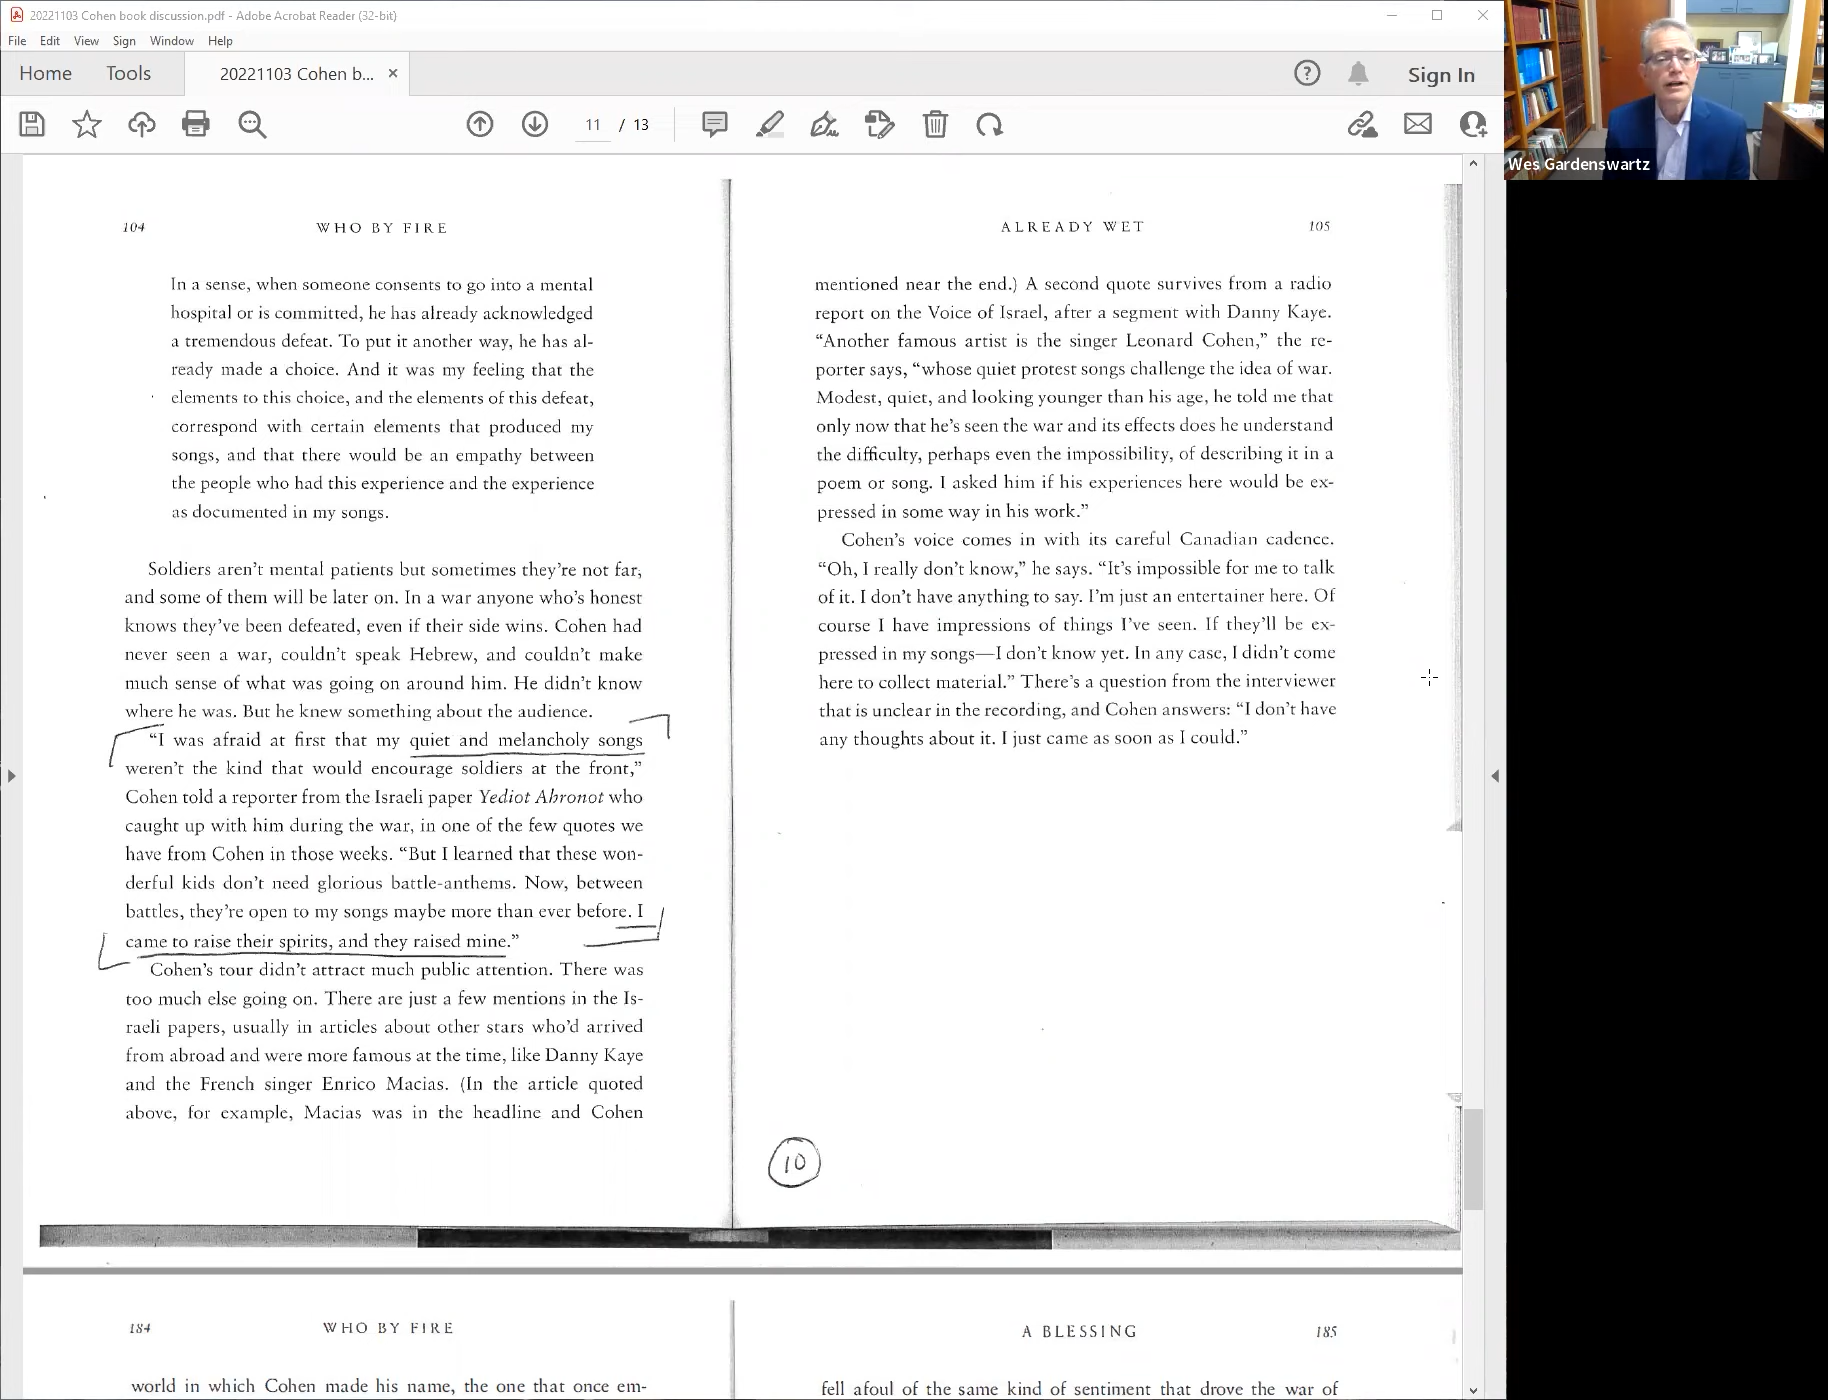 20221103 Cohen book discussion.pdf - Adobe Acrobat Reader (32-bit)
File Edit View Sign Window Help
Home Tools 20221103 Cohen b... × Sign In
11 / 13
Wes Gardenswartz
104 WHO BY FIRE
In a sense, when someone consents to go into a mental
hospital or is committed, he has already acknowledged
a tremendous defeat. To put it another way, he has al-
ready made a choice. And it was my feeling that the
elements to this choice, and the elements of this defeat,
correspond with certain elements that produced my
songs, and that there would be an empathy between
the people who had this experience and the experience
as documented in my songs.
Soldiers aren't mental patients but sometimes they're not far,
and some of them will be later on. In a war anyone who's honest
knows they've been defeated, even if their side wins. Cohen had
never seen a war, couldn't speak Hebrew, and couldn't make
much sense of what was going on around him. He didn't know
where he was. But he knew something about the audience.
"I was afraid at first that my quiet and melancholy songs
weren't the kind that would encourage soldiers at the front,"
Cohen told a reporter from the Israeli paper Yediot Ahronot who
caught up with him during the war, in one of the few quotes we
have from Cohen in those weeks. "But I learned that these won-
derful kids don't need glorious battle-anthems. Now, between
battles, they're open to my songs maybe more than ever before. I
came to raise their spirits, and they raised mine."
Cohen's tour didn't attract much public attention. There was
too much else going on. There are just a few mentions in the Is-
raeli papers, usually in articles about other stars who'd arrived
from abroad and were more famous at the time, like Danny Kaye
and the French singer Enrico Macias. (In the article quoted
above, for example, Macias was in the headline and Cohen
ALREADY WET 105
mentioned near the end.) A second quote survives from a radio
report on the Voice of Israel, after a segment with Danny Kaye.
"Another famous artist is the singer Leonard Cohen," the re-
porter says, "whose quiet protest songs challenge the idea of war.
Modest, quiet, and looking younger than his age, he told me that
only now that he's seen the war and its effects does he understand
the difficulty, perhaps even the impossibility, of describing it in a
poem or song. I asked him if his experiences here would be ex-
pressed in some way in his work."
Cohen's voice comes in with its careful Canadian cadence.
"Oh, I really don't know," he says. "It's impossible for me to talk
of it. I don't have anything to say. I'm just an entertainer here. Of
course I have impressions of things I've seen. If they'll be ex-
pressed in my songs—I don't know yet. In any case, I didn't come
here to collect material." There's a question from the interviewer
that is unclear in the recording, and Cohen answers: "I don't have
any thoughts about it. I just came as soon as I could."
10
184 WHO BY FIRE
world in which Cohen made his name, the one that once em-
A BLESSING 185
fell afoul of the same kind of sentiment that drove the war of